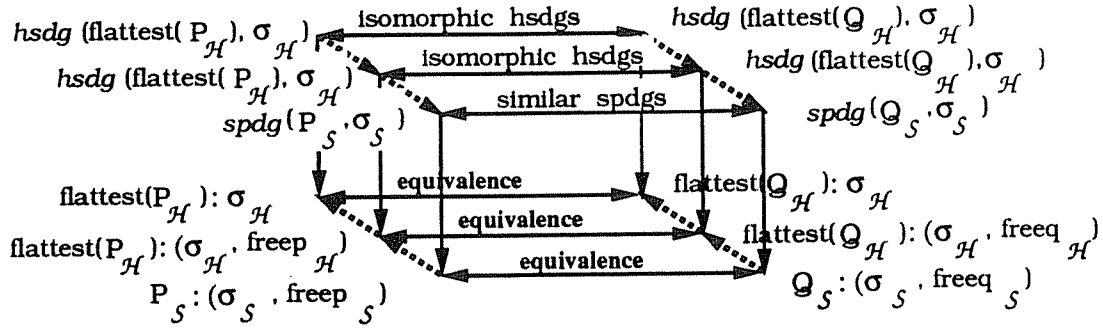 hsdg (flattest( P_H), σ_H) isomorphic hsdgs hsdg (flattest(Q_H), σ_H)
hsdg (flattest( P_H), σ_H) isomorphic hsdgs hsdg (flattest(Q_H),σ_H )
spdg(P_S,σ_S) similar spdgs spdg(Q_S,σ_S)
flattest(P_H): σ_H equivalence flattest(Q_H): σ_H
flattest(P_H): (σ_H , freep_H) equivalence flattest(Q_H): (σ_H , freeq_H)
P_S: (σ_S , freep_S) equivalence Q_S: (σ_S , freeq_S)